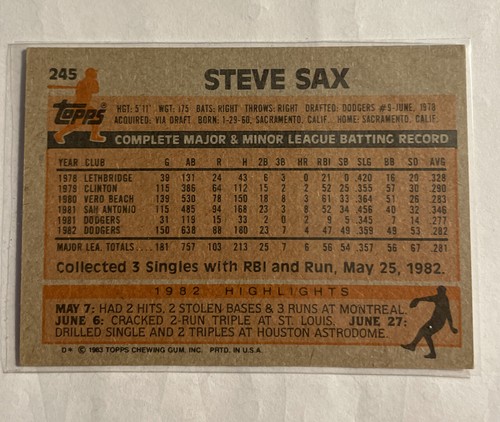 245
STEVE SAX
TOPPS
HGT: 5'11" WGT: 175 BATS: RIGHT THROWS: RIGHT DRAFTED: DODGERS #9-JUNE, 1978
ACQUIRED: VIA DRAFT BORN: 1-29-60, SACRAMENTO, CALIF. HOME: SACRAMENTO, CALIF.
COMPLETE MAJOR & MINOR LEAGUE BATTING RECORD
YEAR CLUB G AB R H 2B 3B HR RBI SB SLG BB SO AVG
1978 LETHBRIDGE 39 131 24 43 6 3 0 21 0 .420 16 20 .328
1979 CLINTON 115 386 64 112 15 2 2 52 25 .355 57 30 .290
1980 VERO BEACH 139 530 78 150 18 3 3 61 33 .364 51 26 .283
1981 SAN ANTONIO 115 485 94 168 23 3 8 52 34 .456 40 32 .346
1981 DODGERS 31 119 15 33 2 0 2 9 5 .345 7 14 .277
1982 DODGERS 150 638 88 180 23 7 4 47 49 .359 49 53 .282
MAJOR LEA. TOTALS.... 181 757 103 213 25 7 6 56 54 .357 56 67 .281
Collected 3 Singles with RBI and Run, May 25, 1982.
1982 HIGHLIGHTS
MAY 7: HAD 2 HITS, 2 STOLEN BASES & 3 RUNS AT MONTREAL.
JUNE 6: CRACKED 2-RUN TRIPLE AT ST. LOUIS. JUNE 27:
DRILLED SINGLE AND 2 TRIPLES AT HOUSTON ASTRODOME.
D* © 1983 TOPPS CHEWING GUM, INC. PRTD. IN U.S.A.